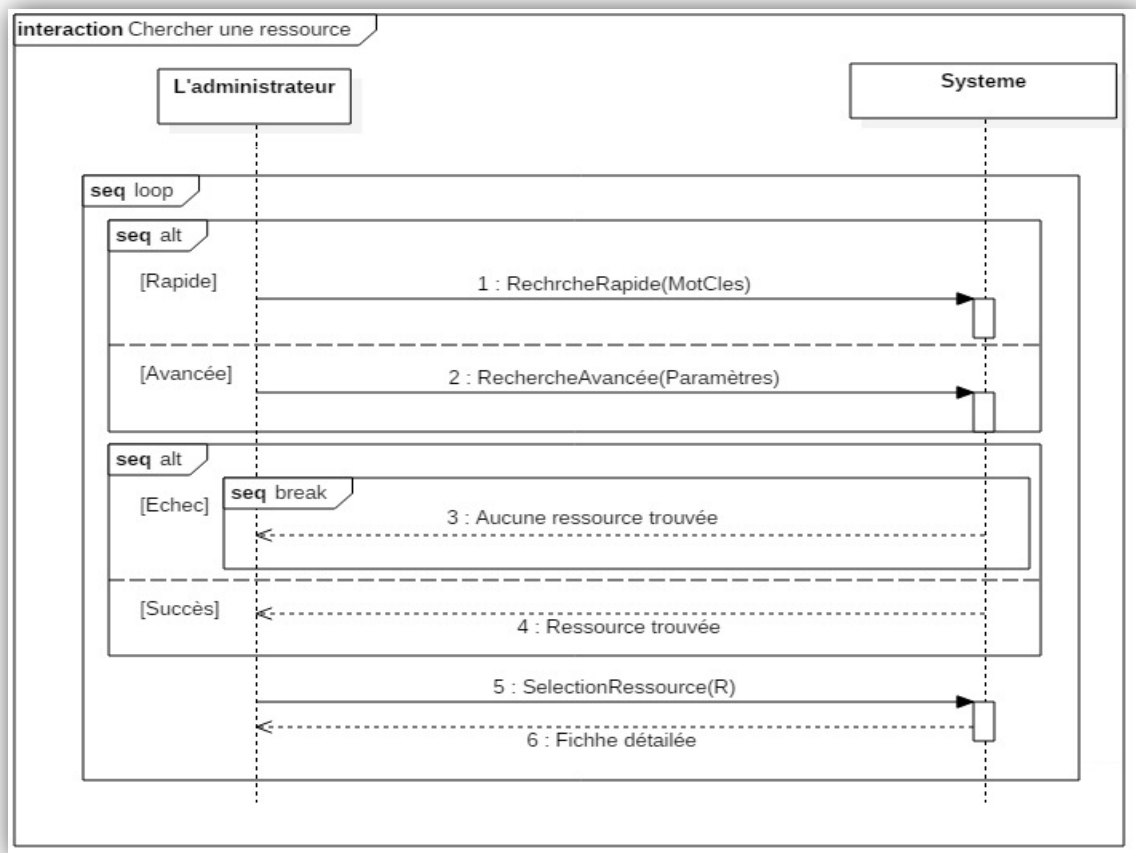 interaction Chercher une ressource
L'administrateur
Systeme
seq loop
seq alt
[Rapide]
1 : RechrcheRapide(MotCles)
[Avancée]
2 : RechercheAvancée(Paramètres)
seq alt
[Echec]
seq break
3 : Aucune ressource trouvée
[Succès]
4 : Ressource trouvée
5 : SelectionRessource(R)
6 : Fichhe détailée